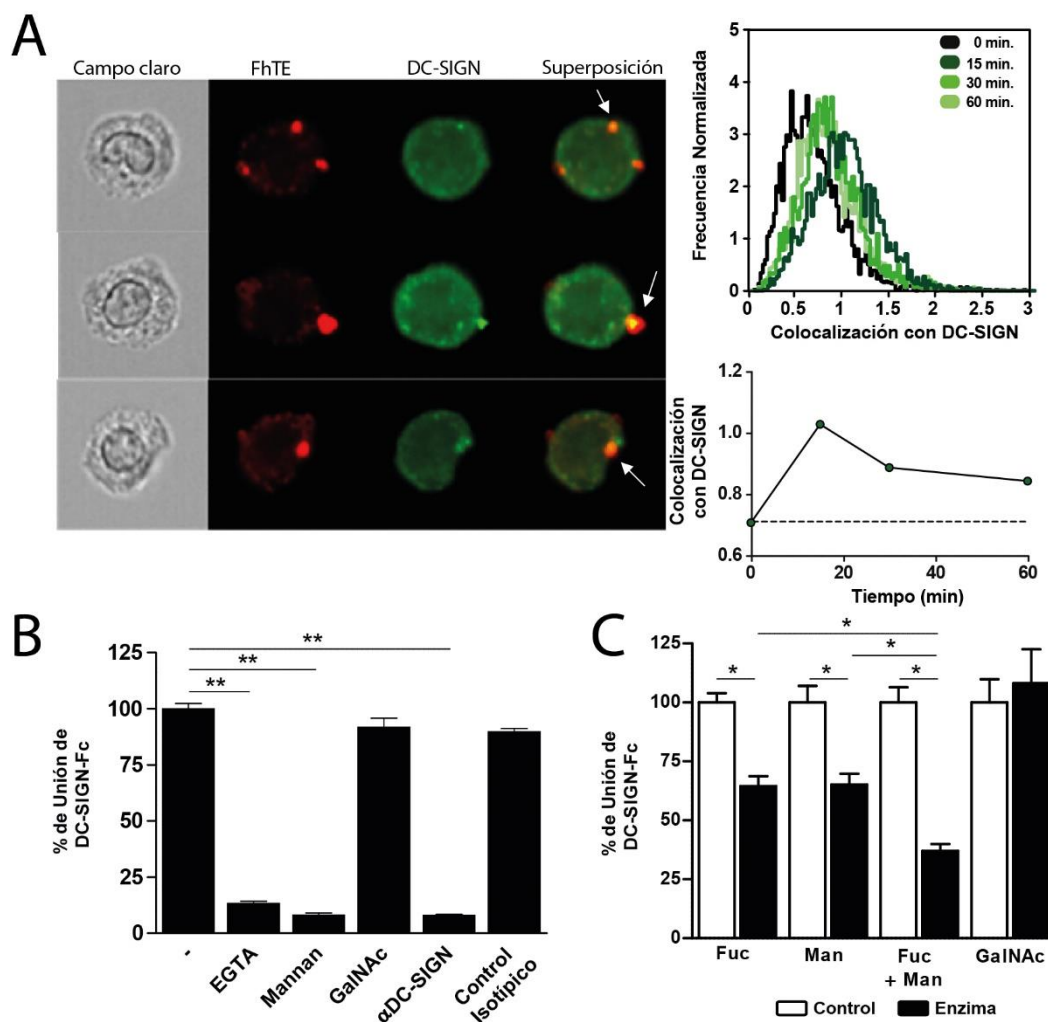 A
Campo claro
FhTE
DC-SIGN
Superposición
Frecuencia Normalizada
5
4
3
2
1
0
0 min.
15 min.
30 min.
60 min.
0
0.5
1
1.5
2
2.5
3
Colocalización con DC-SIGN
Colocalización
con DC-SIGN
1.2
1.0
0.8
0.6
0
20
40
60
Tiempo (min)
B
% de Unión de
DC-SIGN-Fc
125
100
75
50
25
0
**
**
**
-
EGTA
Mannan
GalNAc
αDC-SIGN
Control
Isotípico
C
% de Unión de
DC-SIGN-Fc
125
100
75
50
25
0
*
*
*
*
*
Fuc
Man
Fuc
+ Man
GalNAc
Control
Enzima